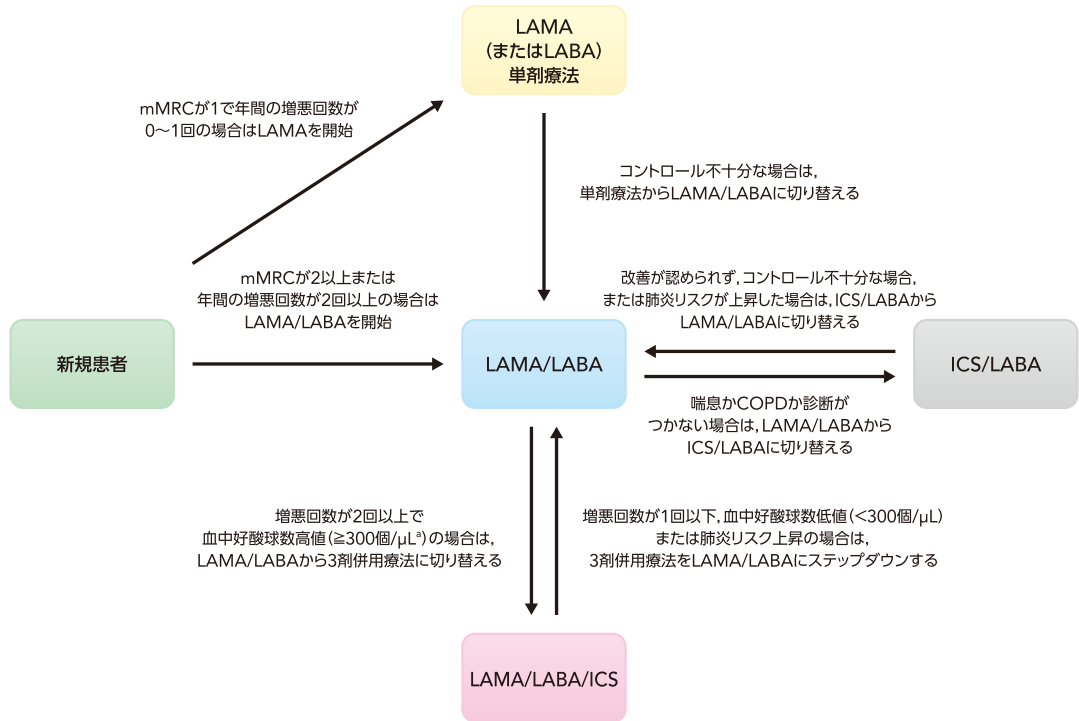 LAMA
(またはLABA)
単剤療法
mMRCが1で年間の増悪回数が
0〜1回の場合はLAMAを開始
コントロール不十分な場合は,
単剤療法からLAMA/LABAに切り替える
mMRCが2以上または
年間の増悪回数が2回以上の場合は
LAMA/LABAを開始
改善が認められず,コントロール不十分な場合,
または肺炎リスクが上昇した場合は,ICS/LABAから
LAMA/LABAに切り替える
新規患者
LAMA/LABA
ICS/LABA
喘息かCOPDか診断が
つかない場合は,LAMA/LABAから
ICS/LABAに切り替える
増悪回数が2回以上で
血中好酸球数高値(≧300個/μLª)の場合は,
LAMA/LABAから3剤併用療法に切り替える
増悪回数が1回以下,血中好酸球数低値(<300個/μL)
または肺炎リスク上昇の場合は,
3剤併用療法をLAMA/LABAにステップダウンする
LAMA/LABA/ICS